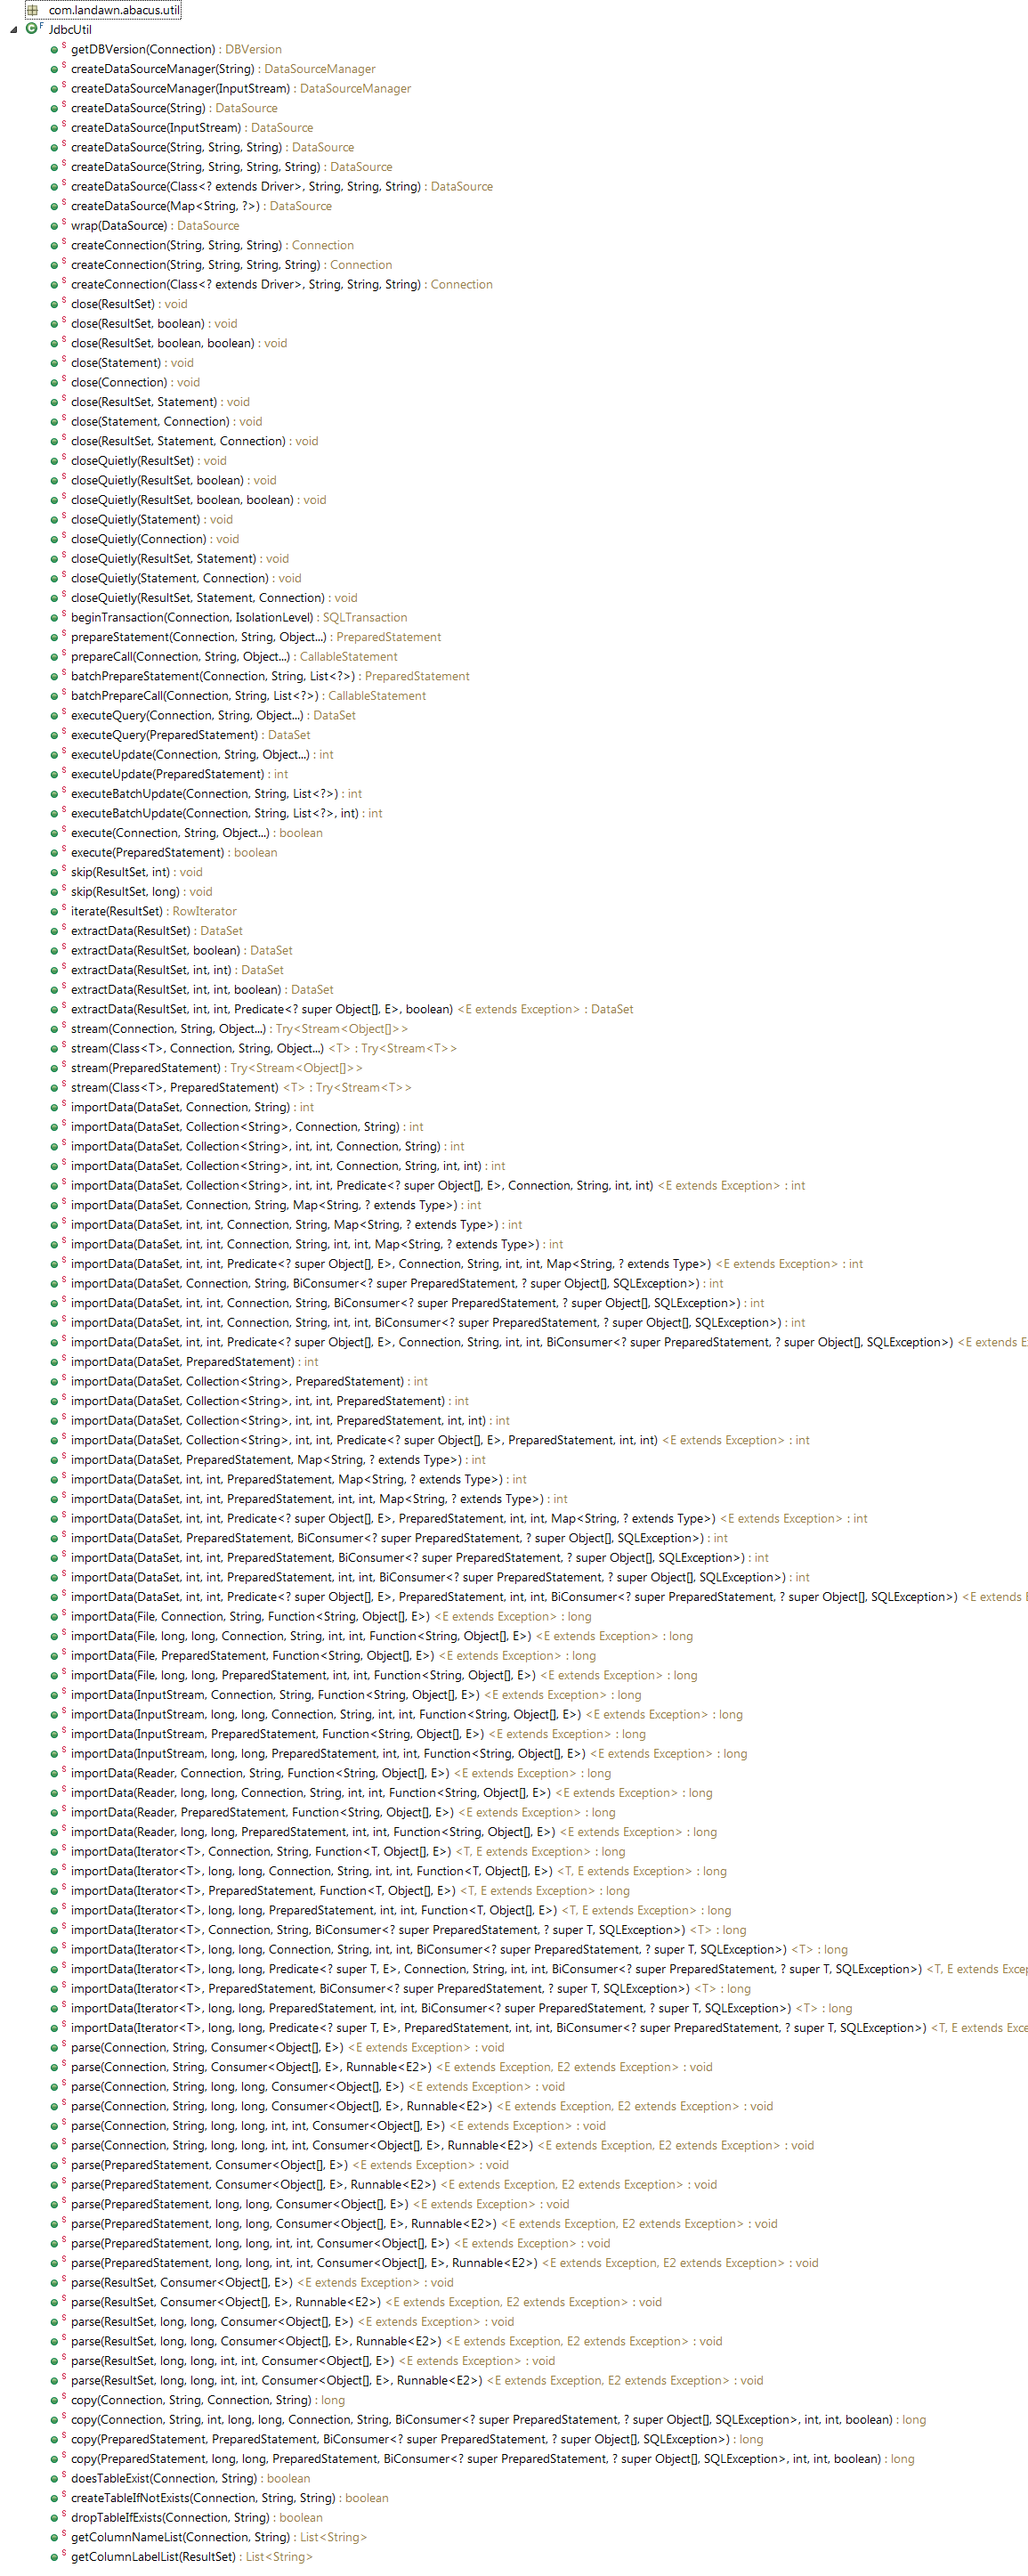 com.landawn.abacus.util
JdbcUtil
getDBVersion(Connection) : DBVersion
createDataSourceManager(String) : DataSourceManager
createDataSourceManager(InputStream) : DataSourceManager
createDataSource(String) : DataSource
createDataSource(InputStream) : DataSource
createDataSource(String, String, String) : DataSource
createDataSource(String, String, String, String) : DataSource
createDataSource(Class<? extends Driver>, String, String, String) : DataSource
createDataSource(Map<String, ?>) : DataSource
wrap(DataSource) : DataSource
createConnection(String, String, String) : Connection
createConnection(String, String, String, String) : Connection
createConnection(Class<? extends Driver>, String, String, String) : Connection
close(ResultSet) : void
close(ResultSet, boolean) : void
close(ResultSet, boolean, boolean) : void
close(Statement) : void
close(Connection) : void
close(ResultSet, Statement) : void
close(Statement, Connection) : void
close(ResultSet, Statement, Connection) : void
closeQuietly(ResultSet) : void
closeQuietly(ResultSet, boolean) : void
closeQuietly(ResultSet, boolean, boolean) : void
closeQuietly(Statement) : void
closeQuietly(Connection) : void
closeQuietly(ResultSet, Statement) : void
closeQuietly(Statement, Connection) : void
closeQuietly(ResultSet, Statement, Connection) : void
beginTransaction(Connection, IsolationLevel) : SQLTransaction
prepareStatement(Connection, String, Object...) : PreparedStatement
prepareCall(Connection, String, Object...) : CallableStatement
batchPrepareStatement(Connection, String, List<?>) : PreparedStatement
batchPrepareCall(Connection, String, List<?>) : CallableStatement
executeQuery(Connection, String, Object...) : DataSet
executeQuery(PreparedStatement) : DataSet
executeUpdate(Connection, String, Object...) : int
executeUpdate(PreparedStatement) : int
executeBatchUpdate(Connection, String, List<?>) : int
executeBatchUpdate(Connection, String, List<?>, int) : int
execute(Connection, String, Object...) : boolean
execute(PreparedStatement) : boolean
skip(ResultSet, int) : void
skip(ResultSet, long) : void
iterate(ResultSet) : RowIterator
extractData(ResultSet) : DataSet
extractData(ResultSet, boolean) : DataSet
extractData(ResultSet, int, int) : DataSet
extractData(ResultSet, int, int, boolean) : DataSet
extractData(ResultSet, int, int, Predicate<? super Object[], E>, boolean) <E extends Exception> : DataSet
stream(Connection, String, Object...) : Try<Stream<Object[]>>
stream(Class<T>, Connection, String, Object...) <T> : Try<Stream<T>>
stream(PreparedStatement) : Try<Stream<Object[]>>
stream(Class<T>, PreparedStatement) <T> : Try<Stream<T>>
importData(DataSet, Connection, String) : int
importData(DataSet, Collection<String>, Connection, String) : int
importData(DataSet, Collection<String>, int, int, Connection, String) : int
importData(DataSet, Collection<String>, int, int, Connection, String, int, int) : int
importData(DataSet, Collection<String>, int, int, Predicate<? super Object[], E>, Connection, String, int, int) <E extends Exception> : int
importData(DataSet, Connection, String, Map<String, ? extends Type>) : int
importData(DataSet, int, int, Connection, String, Map<String, ? extends Type>) : int
importData(DataSet, int, int, Connection, String, int, int, Map<String, ? extends Type>) : int
importData(DataSet, int, int, Predicate<? super Object[], E>, Connection, String, int, int, Map<String, ? extends Type>) <E extends Exception> : int
importData(DataSet, Connection, String, BiConsumer<? super PreparedStatement, ? super Object[], SQLException>) : int
importData(DataSet, int, int, Connection, String, BiConsumer<? super PreparedStatement, ? super Object[], SQLException>) : int
importData(DataSet, int, int, Connection, String, int, int, BiConsumer<? super PreparedStatement, ? super Object[], SQLException>) : int
importData(DataSet, int, int, Predicate<? super Object[], E>, Connection, String, int, int, BiConsumer<? super PreparedStatement, ? super Object[], SQLException>) <E extends E
importData(DataSet, PreparedStatement) : int
importData(DataSet, Collection<String>, PreparedStatement) : int
importData(DataSet, Collection<String>, int, int, PreparedStatement) : int
importData(DataSet, Collection<String>, int, int, PreparedStatement, int, int) : int
importData(DataSet, Collection<String>, int, int, Predicate<? super Object[], E>, PreparedStatement, int, int) <E extends Exception> : int
importData(DataSet, PreparedStatement, Map<String, ? extends Type>) : int
importData(DataSet, int, int, PreparedStatement, Map<String, ? extends Type>) : int
importData(DataSet, int, int, PreparedStatement, int, int, Map<String, ? extends Type>) : int
importData(DataSet, int, int, Predicate<? super Object[], E>, PreparedStatement, int, int, Map<String, ? extends Type>) <E extends Exception> : int
importData(DataSet, PreparedStatement, BiConsumer<? super PreparedStatement, ? super Object[], SQLException>) : int
importData(DataSet, int, int, PreparedStatement, BiConsumer<? super PreparedStatement, ? super Object[], SQLException>) : int
importData(DataSet, int, int, PreparedStatement, int, int, BiConsumer<? super PreparedStatement, ? super Object[], SQLException>) : int
importData(DataSet, int, int, Predicate<? super Object[], E>, PreparedStatement, int, int, BiConsumer<? super PreparedStatement, ? super Object[], SQLException>) <E extends E
importData(File, Connection, String, Function<String, Object[], E>) <E extends Exception> : long
importData(File, long, long, Connection, String, int, int, Function<String, Object[], E>) <E extends Exception> : long
importData(File, PreparedStatement, Function<String, Object[], E>) <E extends Exception> : long
importData(File, long, long, PreparedStatement, int, int, Function<String, Object[], E>) <E extends Exception> : long
importData(InputStream, Connection, String, Function<String, Object[], E>) <E extends Exception> : long
importData(InputStream, long, long, Connection, String, int, int, Function<String, Object[], E>) <E extends Exception> : long
importData(InputStream, PreparedStatement, Function<String, Object[], E>) <E extends Exception> : long
importData(InputStream, long, long, PreparedStatement, int, int, Function<String, Object[], E>) <E extends Exception> : long
importData(Reader, Connection, String, Function<String, Object[], E>) <E extends Exception> : long
importData(Reader, long, long, Connection, String, int, int, Function<String, Object[], E>) <E extends Exception> : long
importData(Reader, PreparedStatement, Function<String, Object[], E>) <E extends Exception> : long
importData(Reader, long, long, PreparedStatement, int, int, Function<String, Object[], E>) <E extends Exception> : long
importData(Iterator<T>, Connection, String, Function<T, Object[], E>) <T, E extends Exception> : long
importData(Iterator<T>, long, long, Connection, String, int, int, Function<T, Object[], E>) <T, E extends Exception> : long
importData(Iterator<T>, PreparedStatement, Function<T, Object[], E>) <T, E extends Exception> : long
importData(Iterator<T>, long, long, PreparedStatement, int, int, Function<T, Object[], E>) <T, E extends Exception> : long
importData(Iterator<T>, Connection, String, BiConsumer<? super PreparedStatement, ? super T, SQLException>) <T> : long
importData(Iterator<T>, long, long, Connection, String, int, int, BiConsumer<? super PreparedStatement, ? super T, SQLException>) <T> : long
importData(Iterator<T>, long, long, Predicate<? super T, E>, Connection, String, int, int, BiConsumer<? super PreparedStatement, ? super T, SQLException>) <T, E extends Exce
importData(Iterator<T>, PreparedStatement, BiConsumer<? super PreparedStatement, ? super T, SQLException>) <T> : long
importData(Iterator<T>, long, long, PreparedStatement, int, int, BiConsumer<? super PreparedStatement, ? super T, SQLException>) <T> : long
importData(Iterator<T>, long, long, Predicate<? super T, E>, PreparedStatement, int, int, BiConsumer<? super PreparedStatement, ? super T, SQLException>) <T, E extends Exce
parse(Connection, String, Consumer<Object[], E>) <E extends Exception> : void
parse(Connection, String, Consumer<Object[], E>, Runnable<E2>) <E extends Exception, E2 extends Exception> : void
parse(Connection, String, long, long, Consumer<Object[], E>) <E extends Exception> : void
parse(Connection, String, long, long, Consumer<Object[], E>, Runnable<E2>) <E extends Exception, E2 extends Exception> : void
parse(Connection, String, long, long, int, int, Consumer<Object[], E>) <E extends Exception> : void
parse(Connection, String, long, long, int, int, Consumer<Object[], E>, Runnable<E2>) <E extends Exception, E2 extends Exception> : void
parse(PreparedStatement, Consumer<Object[], E>) <E extends Exception> : void
parse(PreparedStatement, Consumer<Object[], E>, Runnable<E2>) <E extends Exception, E2 extends Exception> : void
parse(PreparedStatement, long, long, Consumer<Object[], E>) <E extends Exception> : void
parse(PreparedStatement, long, long, Consumer<Object[], E>, Runnable<E2>) <E extends Exception, E2 extends Exception> : void
parse(PreparedStatement, long, long, int, int, Consumer<Object[], E>) <E extends Exception> : void
parse(PreparedStatement, long, long, int, int, Consumer<Object[], E>, Runnable<E2>) <E extends Exception, E2 extends Exception> : void
parse(ResultSet, Consumer<Object[], E>) <E extends Exception> : void
parse(ResultSet, Consumer<Object[], E>, Runnable<E2>) <E extends Exception, E2 extends Exception> : void
parse(ResultSet, long, long, Consumer<Object[], E>) <E extends Exception> : void
parse(ResultSet, long, long, Consumer<Object[], E>, Runnable<E2>) <E extends Exception, E2 extends Exception> : void
parse(ResultSet, long, long, int, int, Consumer<Object[], E>) <E extends Exception> : void
parse(ResultSet, long, long, int, int, Consumer<Object[], E>, Runnable<E2>) <E extends Exception, E2 extends Exception> : void
copy(Connection, String, Connection, String) : long
copy(Connection, String, int, long, long, Connection, String, BiConsumer<? super PreparedStatement, ? super Object[], SQLException>, int, int, boolean) : long
copy(PreparedStatement, PreparedStatement, BiConsumer<? super PreparedStatement, ? super Object[], SQLException>) : long
copy(PreparedStatement, long, long, PreparedStatement, BiConsumer<? super PreparedStatement, ? super Object[], SQLException>, int, int, boolean) : long
doesTableExist(Connection, String) : boolean
createTableIfNotExists(Connection, String, String) : boolean
dropTableIfExists(Connection, String) : boolean
getColumnNameList(Connection, String) : List<String>
getColumnLabelList(ResultSet) : List<String>